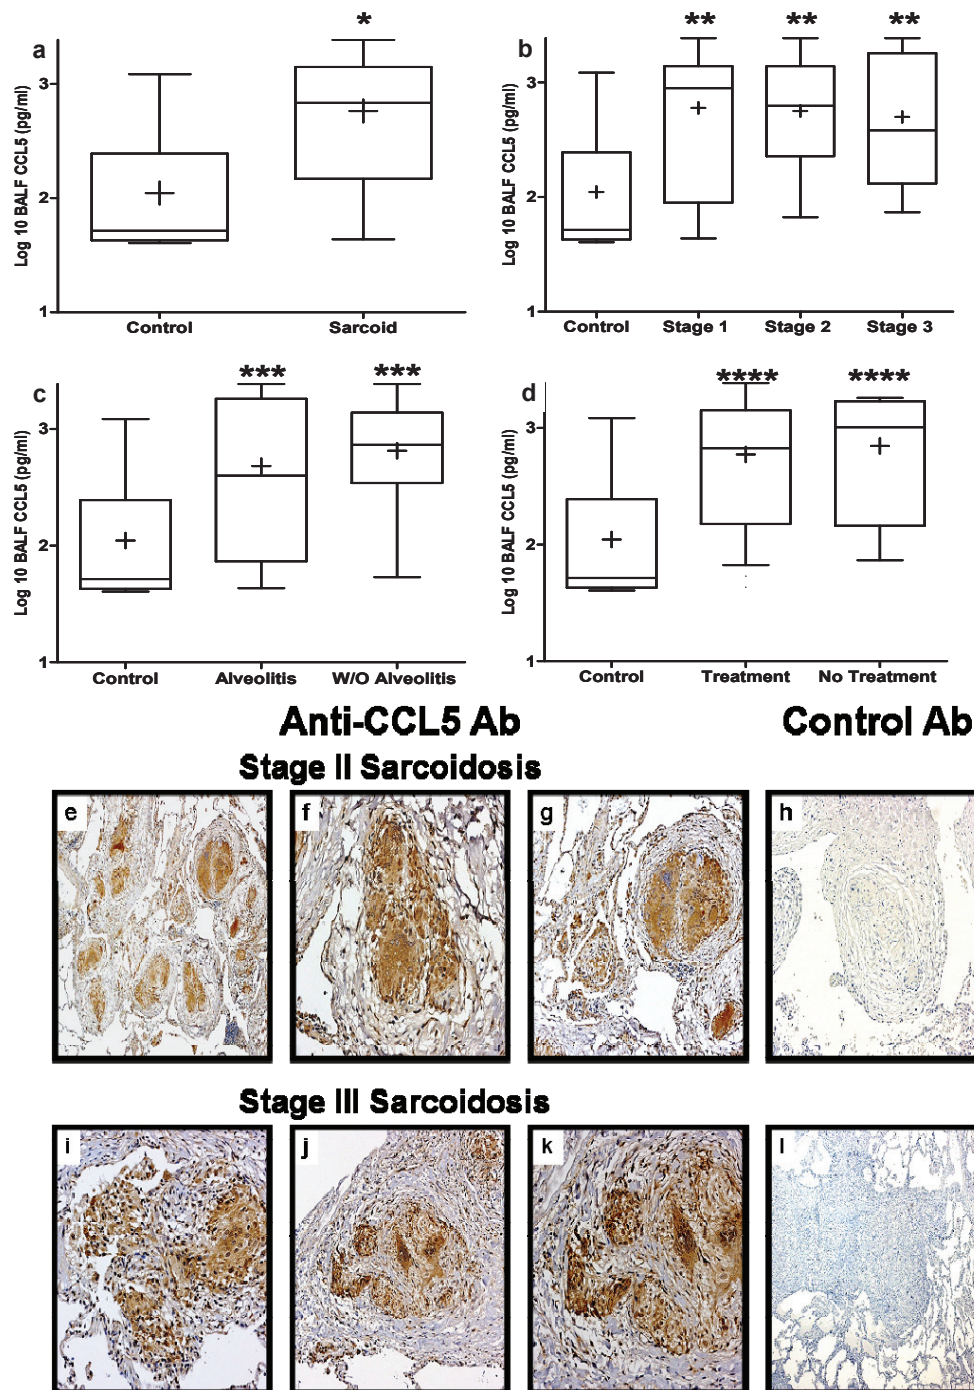 a
*
Log 10 BALF CCL5 (pg/ml)
3
2
1
Control Sarcoid
b
** ** **
Log 10 BALF CCL5 (pg/ml)
3
2
1
Control Stage 1 Stage 2 Stage 3
c
*** ***
Log 10 BALF CCL5 (pg/ml)
3
2
1
Control Alveolitis W/O Alveolitis
d
**** ****
Log 10 BALF CCL5 (pg/ml)
3
2
1
Control Treatment No Treatment
Anti-CCL5 Ab Control Ab
Stage II Sarcoidosis
e f g h
Stage III Sarcoidosis
i j k l